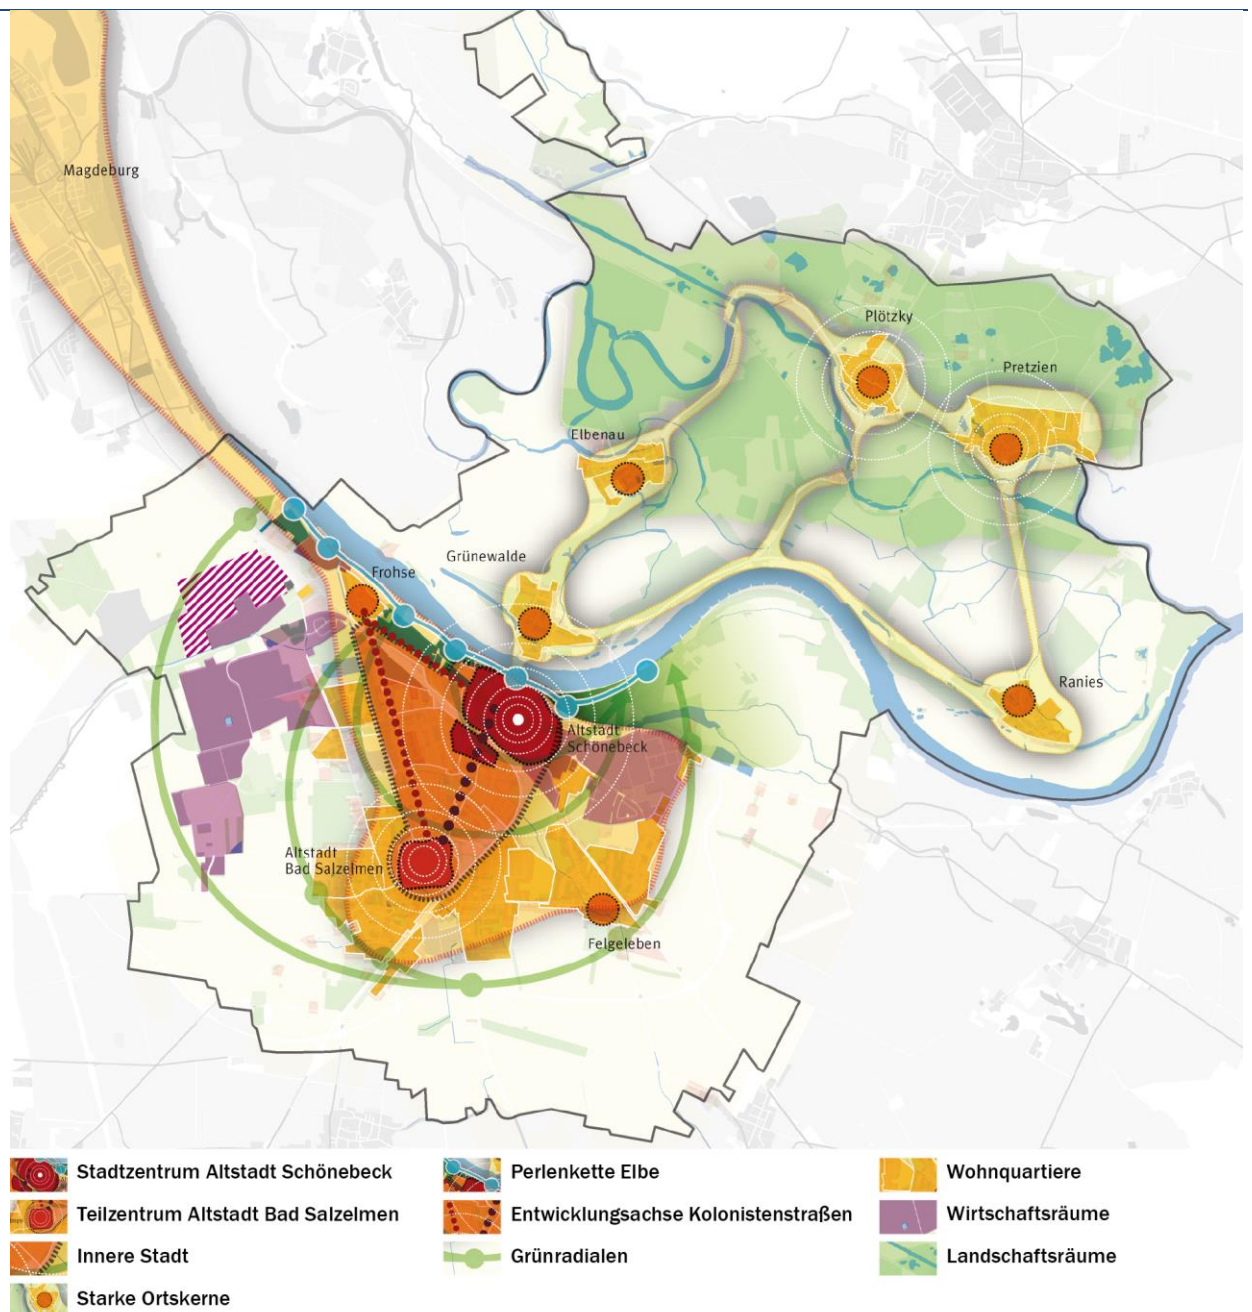 Magdeburg
Plötzky
Pretzien
Elbenau
Grünewalde
Frohse
Ranies
Altstadt
Schönebeck
Altstadt
Bad Salzelmen
Felgeleben
Stadtzentrum Altstadt Schönebeck
Teilzentrum Altstadt Bad Salzelmen
Innere Stadt
Starke Ortskerne
Perlenkette Elbe
Entwicklungsachse Kolonistenstraßen
Grünradialen
Wohnquartiere
Wirtschaftsräume
Landschaftsräume